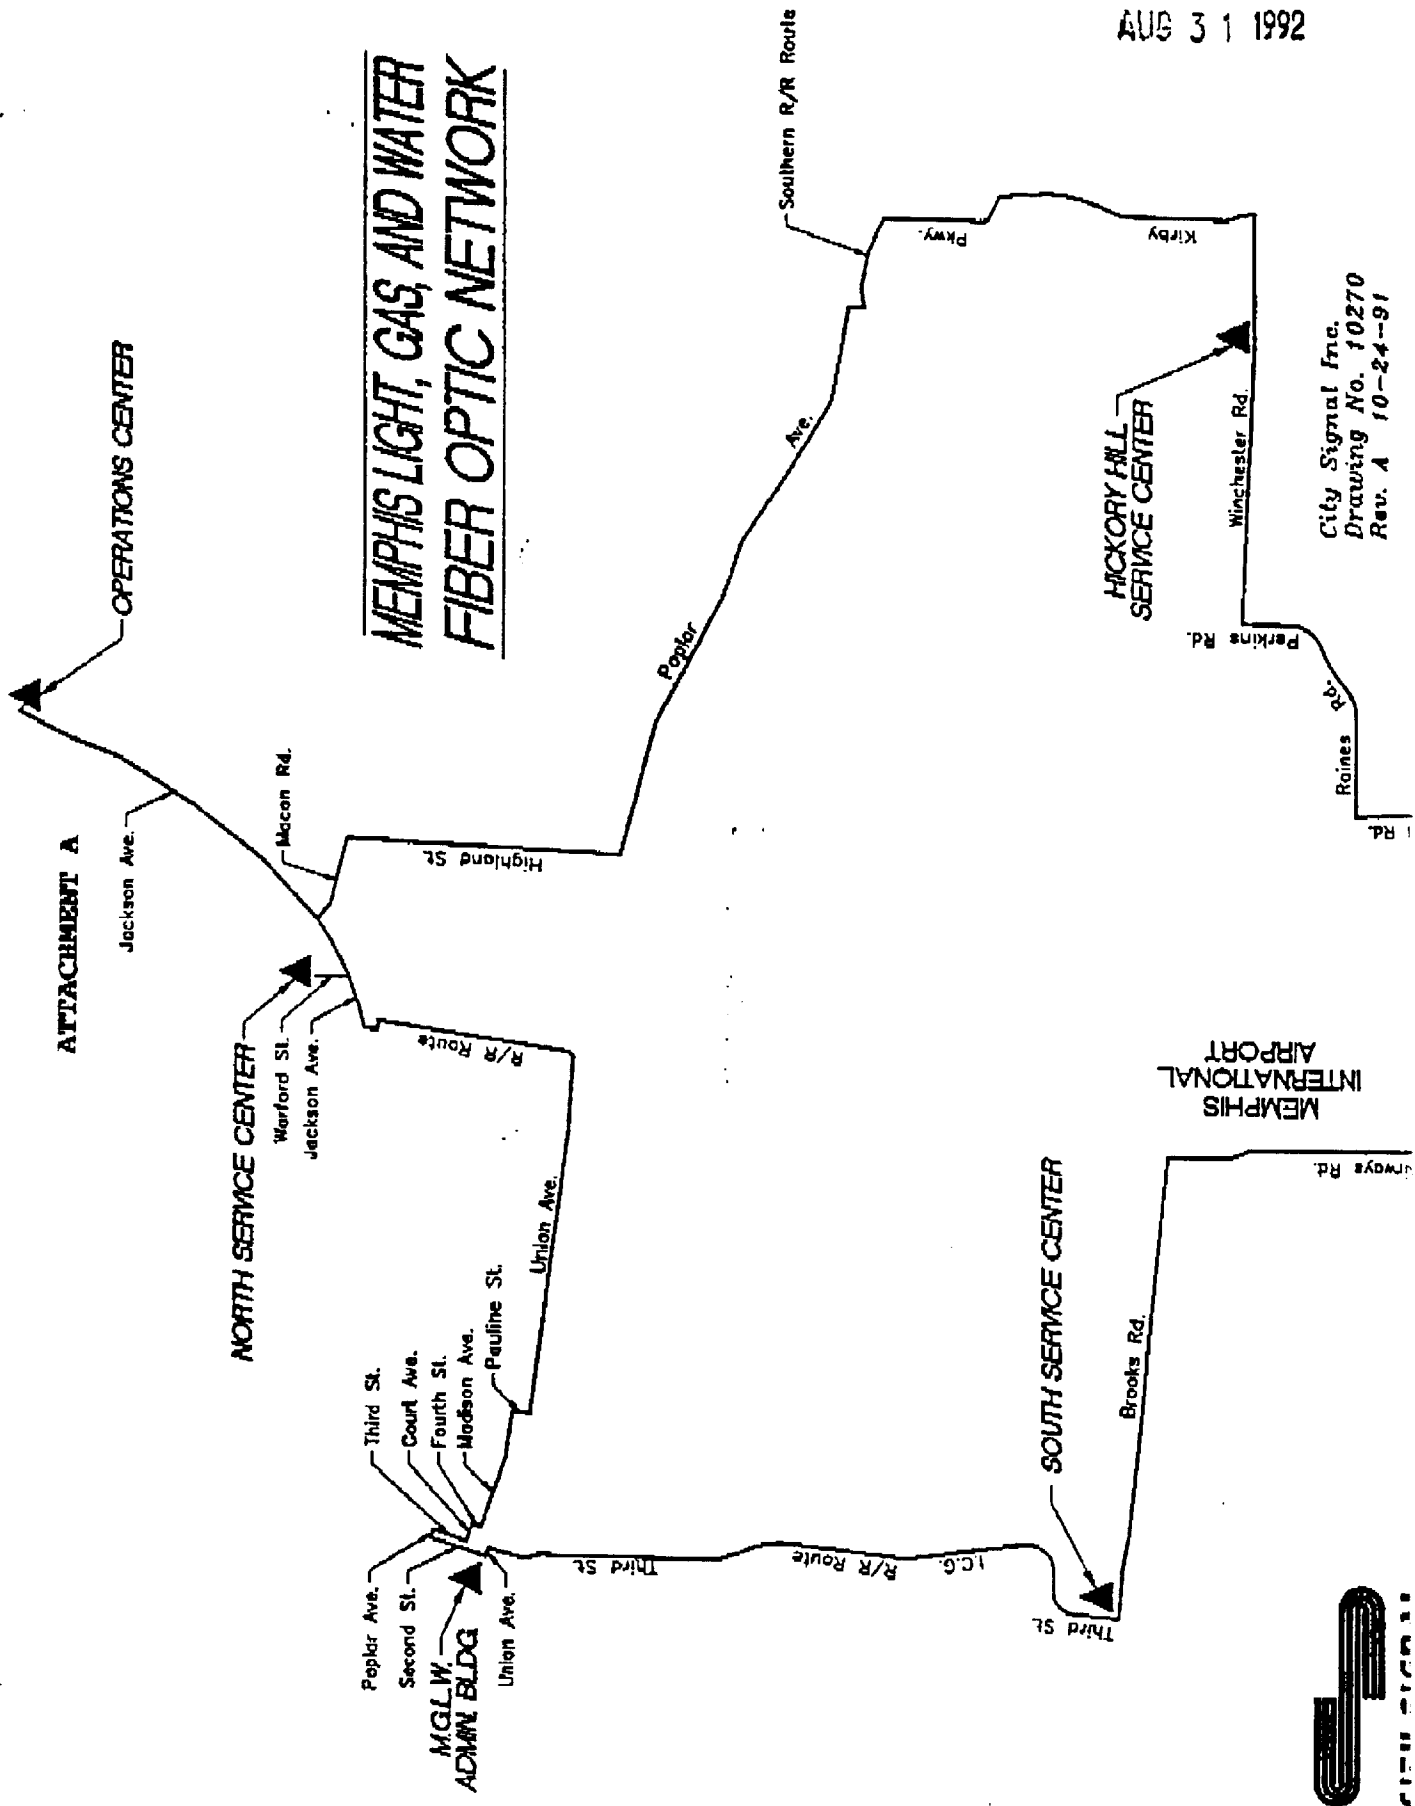 AUG 3 1 1992
ATTACHMENT A
MEMPHIS LIGHT, GAS, AND WATER
FIBER OPTIC NETWORK
OPERATIONS CENTER
Jackson Ave.
Macon Rd.
Highland St.
NORTH SERVICE CENTER
Warford St.
Jackson Ave.
R/R Route
Union Ave.
Pauline St.
Madison Ave.
Fourth St.
Court Ave.
Third St.
Poplar Ave.
Second St.
M.G.L.W.
ADMIN. BLDG
Union Ave.
Third St.
I.C.G. R/R Route
Third St.
SOUTH SERVICE CENTER
Brooks Rd.
MEMPHIS
INTERNATIONAL
AIRPORT
rways Rd.
Poplar Ave.
Southern R/R Route
Kirby Pkwy.
HICKORY HILL
SERVICE CENTER
Winchester Rd.
Perkins Rd.
Raines Rd.
Rd.
City Signal Inc.
Drawing No. 10270
Rev. A 10-24-91